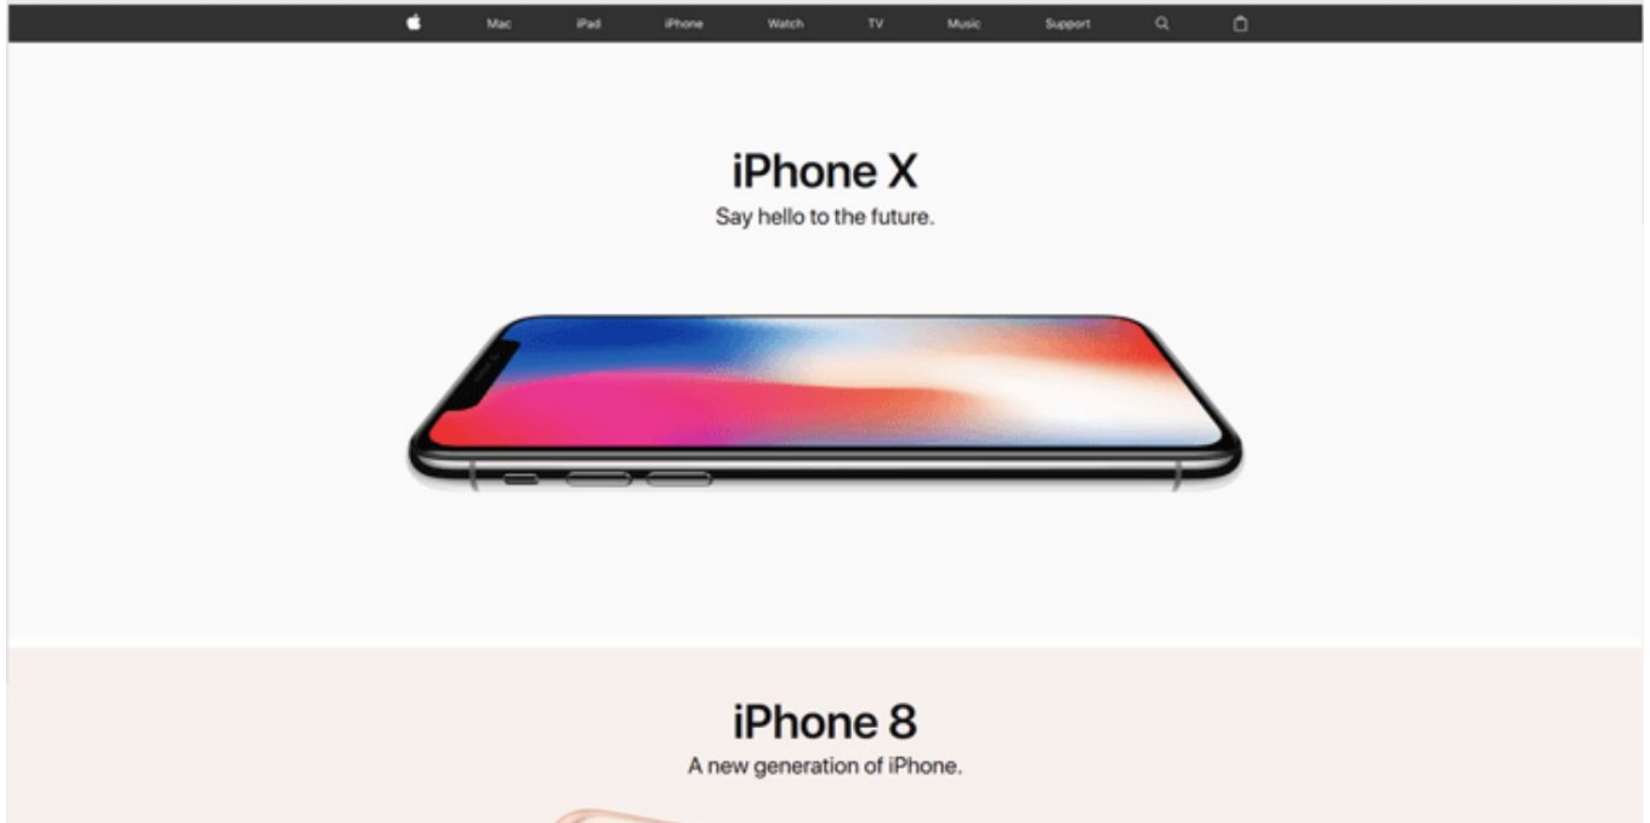 Mac iPad iPhone Watch TV Music Support
iPhone X
Say hello to the future.
iPhone 8
A new generation of iPhone.